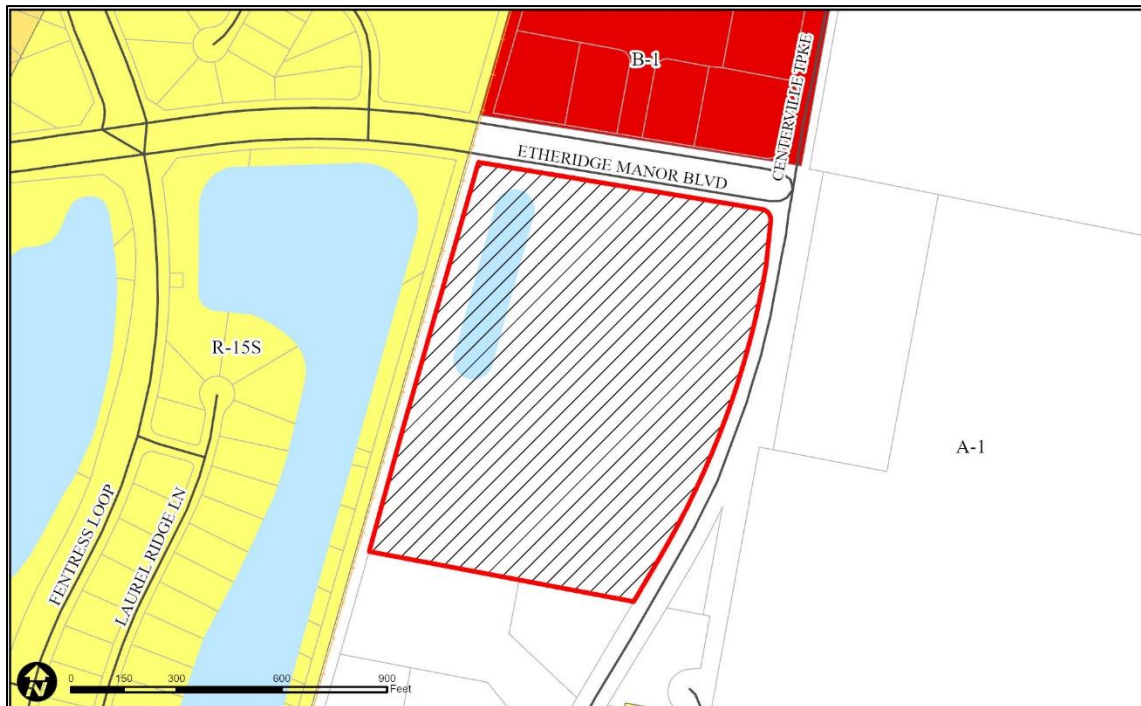 B-1
CENTERVILLE TPKE
ETHERIDGE MANOR BLVD
R-15S
A-1
FENTRESS LOOP
LAUREL RIDGE LN
N
0 150 300 600 900
Feet